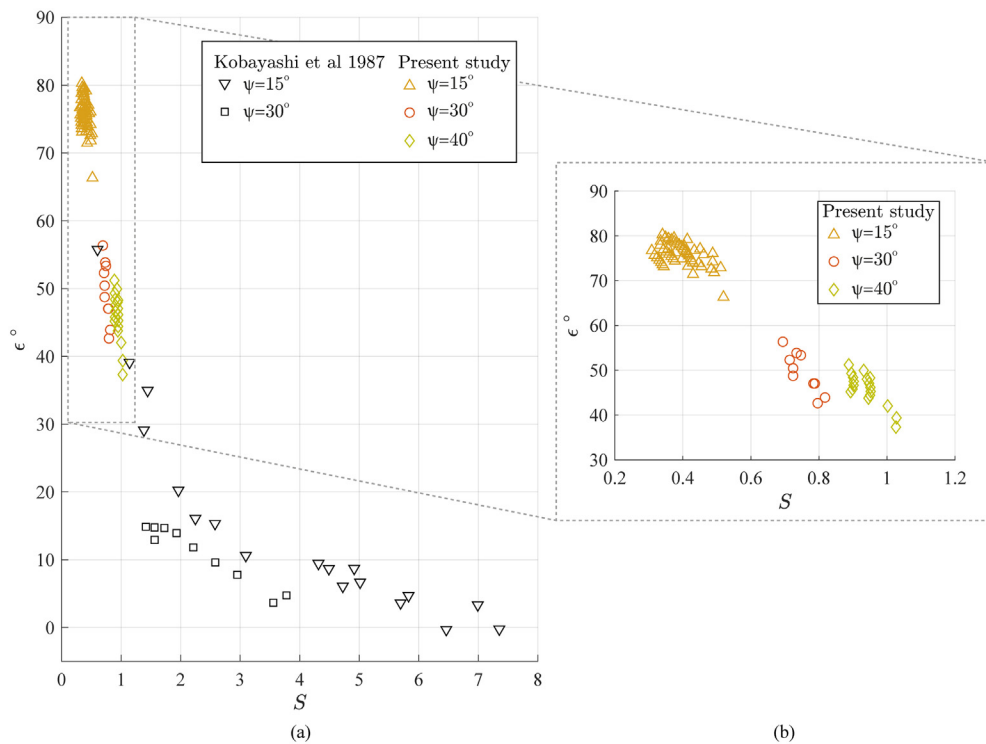 90
80
70
60
50
40
30
20
10
0
ϵ °
0 1 2 3 4 5 6 7 8
S
(a)
Kobayashi et al 1987 Present study
ψ=15° ψ=15°
ψ=30° ψ=30°
ψ=40°
90
80
70
60
50
40
30
ϵ °
0.2 0.4 0.6 0.8 1 1.2
S
(b)
Present study
ψ=15°
ψ=30°
ψ=40°